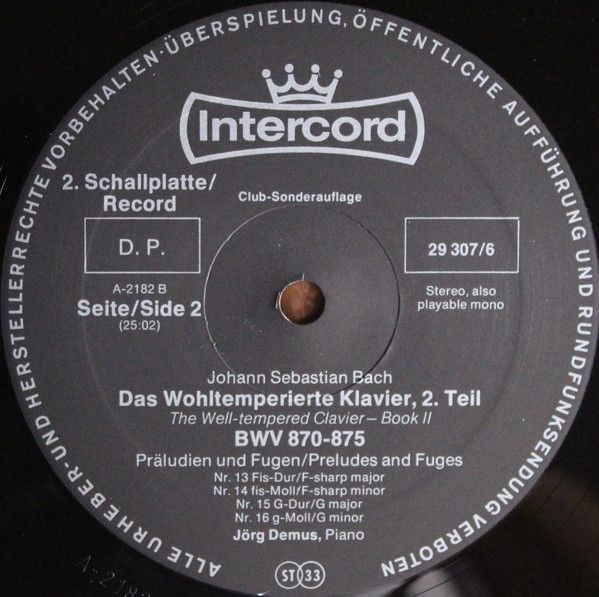 ALLE URHEBER- UND HERSTELLERRECHTE VORBEHALTEN · ÜBERSPIELUNG, ÖFFENTLICHE AUFFÜHRUNG UND RUNDFUNKSENDUNG VERBOTEN
Intercord
2. Schallplatte/
Record
Club-Sonderauflage
D. P.
29 307/6
A-2182 B
Seite/Side 2
(25:02)
Stereo, also
playable mono
Johann Sebastian Bach
Das Wohltemperierte Klavier, 2. Teil
The Well-tempered Clavier – Book II
BWV 870-875
Präludien und Fugen/Preludes and Fuges
Nr. 13 Fis-Dur/F-sharp major
Nr. 14 fis-Moll/F-sharp minor
Nr. 15 G-Dur/G major
Nr. 16 g-Moll/G minor
Jörg Demus, Piano
ST 33